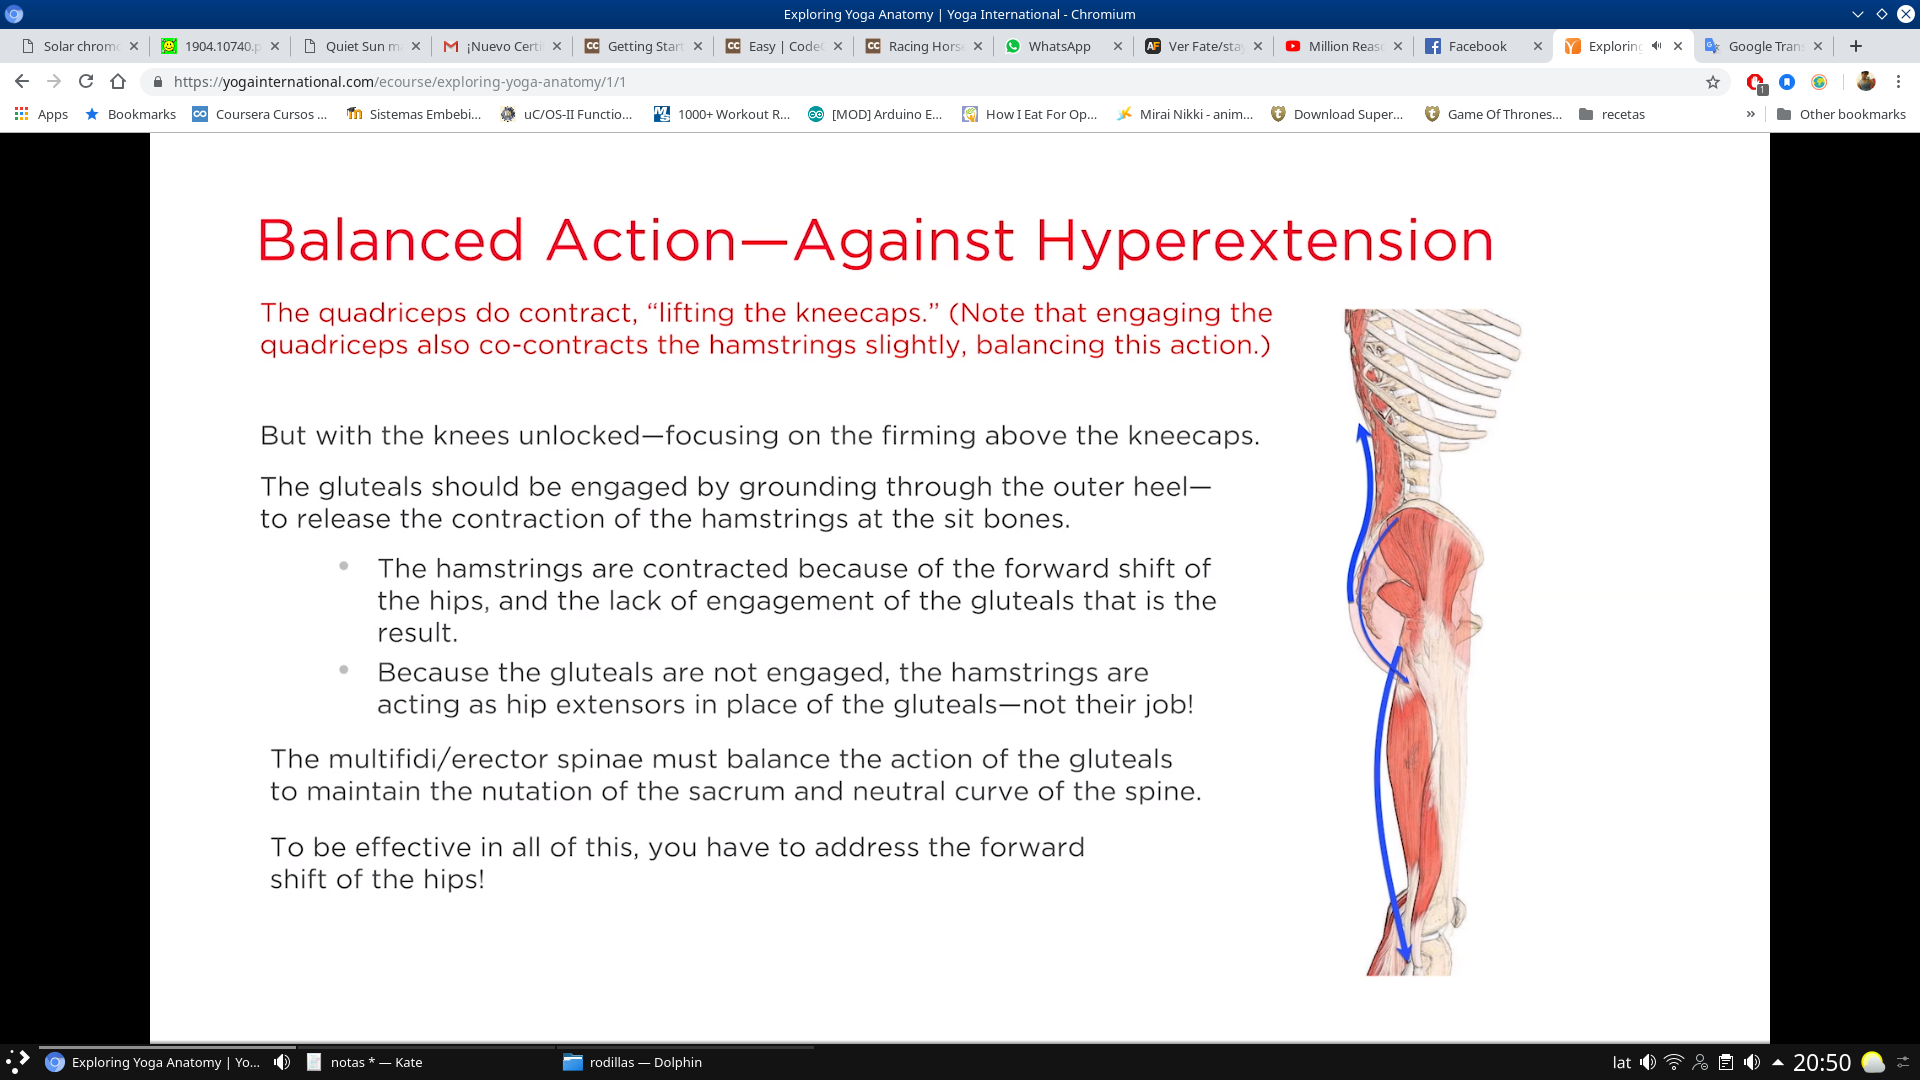 Exploring Yoga Anatomy | Yoga International - Chromium
Solar chrom
1904.10740.p
Quiet Sun m
¡Nuevo Certi
Getting Star
Easy | Code
Racing Hors
WhatsApp
Ver Fate/sta
Million Reas
Facebook
Exploring
Google Tran
https://yogainternational.com/ecourse/exploring-yoga-anatomy/1/1
1
Apps
Bookmarks
Coursera Cursos ...
Sistemas Embebi...
uC/OS-II Functio...
1000+ Workout R...
[MOD] Arduino E...
How I Eat For Op...
Mirai Nikki - anim...
Download Super...
Game Of Thrones...
recetas
»
Other bookmarks
Balanced Action—Against Hyperextension
The quadriceps do contract, “lifting the kneecaps.” (Note that engaging the
quadriceps also co-contracts the hamstrings slightly, balancing this action.)
But with the knees unlocked—focusing on the firming above the kneecaps.
The gluteals should be engaged by grounding through the outer heel—
to release the contraction of the hamstrings at the sit bones.
• The hamstrings are contracted because of the forward shift of
the hips, and the lack of engagement of the gluteals that is the
result.
• Because the gluteals are not engaged, the hamstrings are
acting as hip extensors in place of the gluteals—not their job!
The multifidi/erector spinae must balance the action of the gluteals
to maintain the nutation of the sacrum and neutral curve of the spine.
To be effective in all of this, you have to address the forward
shift of the hips!
Exploring Yoga Anatomy | Yo...
notas * — Kate
rodillas — Dolphin
lat
20:50